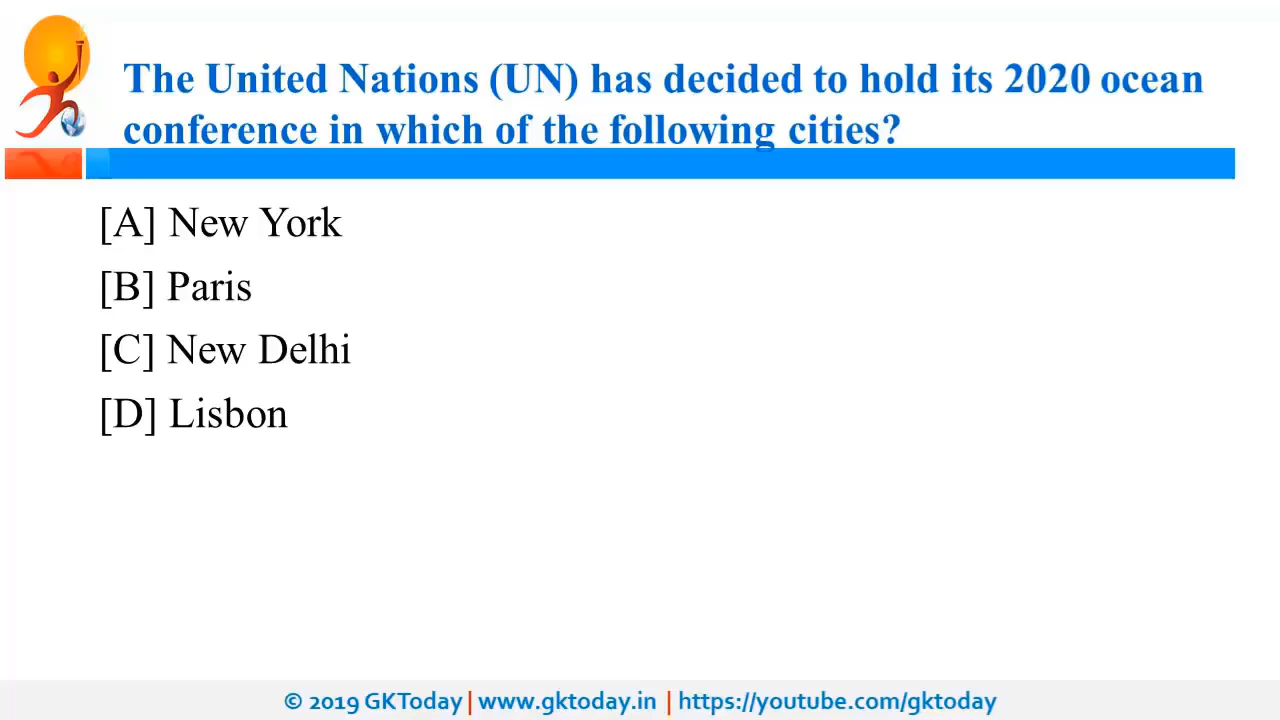 The United Nations (UN) has decided to hold its 2020 ocean
conference in which of the following cities?
[A] New York
[B] Paris
[C] New Delhi
[D] Lisbon
© 2019 GKToday | www.gktoday.in | https://youtube.com/gktoday